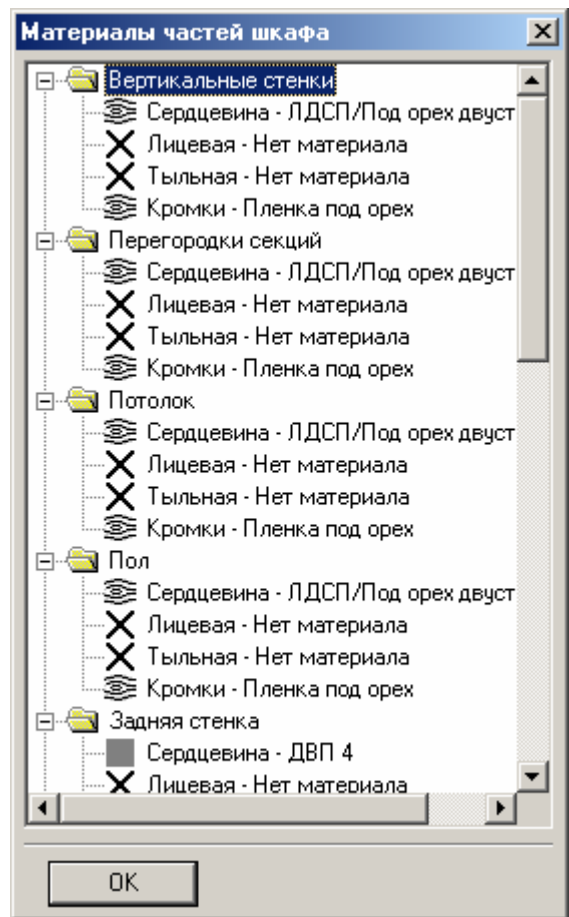 Материалы частей шкафа
Вертикальные стенки
Сердцевина - ЛДСП/Под орех двуст
Лицевая - Нет материала
Тыльная - Нет материала
Кромки - Пленка под орех
Перегородки секций
Сердцевина - ЛДСП/Под орех двуст
Лицевая - Нет материала
Тыльная - Нет материала
Кромки - Пленка под орех
Потолок
Сердцевина - ЛДСП/Под орех двуст
Лицевая - Нет материала
Тыльная - Нет материала
Кромки - Пленка под орех
Пол
Сердцевина - ЛДСП/Под орех двуст
Лицевая - Нет материала
Тыльная - Нет материала
Кромки - Пленка под орех
Задняя стенка
Сердцевина - ДВП 4
Лицевая - Нет материала
OK